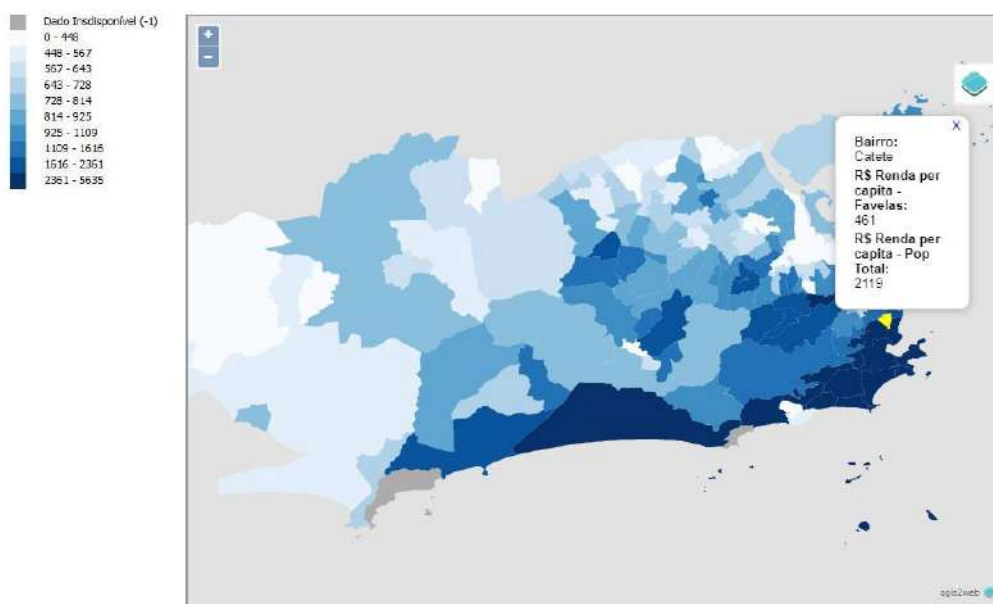 Dado Insdisponível (-1)
0 - 448
448 - 567
567 - 643
643 - 728
728 - 814
814 - 925
925 - 1109
1109 - 1616
1616 - 2361
2361 - 5635
+
−
X
Bairro:
Catete
R$ Renda per
capita -
Favelas:
461
R$ Renda per
capita - Pop
Total:
2119